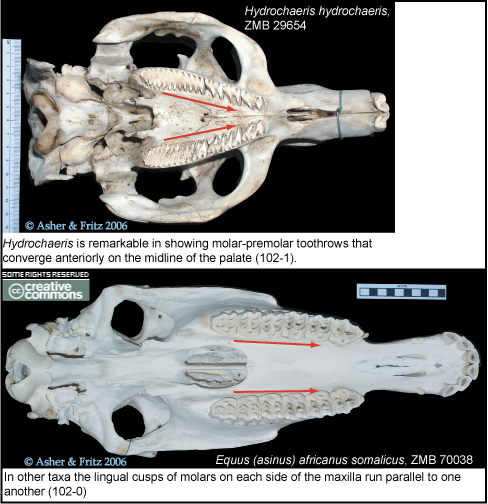 Hydrochaeris hydrochaeris,
ZMB 29654
© Asher & Fritz 2006
Hydrochaeris is remarkable in showing molar-premolar toothrows that
converge anteriorly on the midline of the palate (102-1).
SOME RIGHTS RESERVED
cc creative
commons
© Asher & Fritz 2006
Equus (asinus) africanus somalicus, ZMB 70038
In other taxa the lingual cusps of molars on each side of the maxilla run parallel to one
another (102-0)